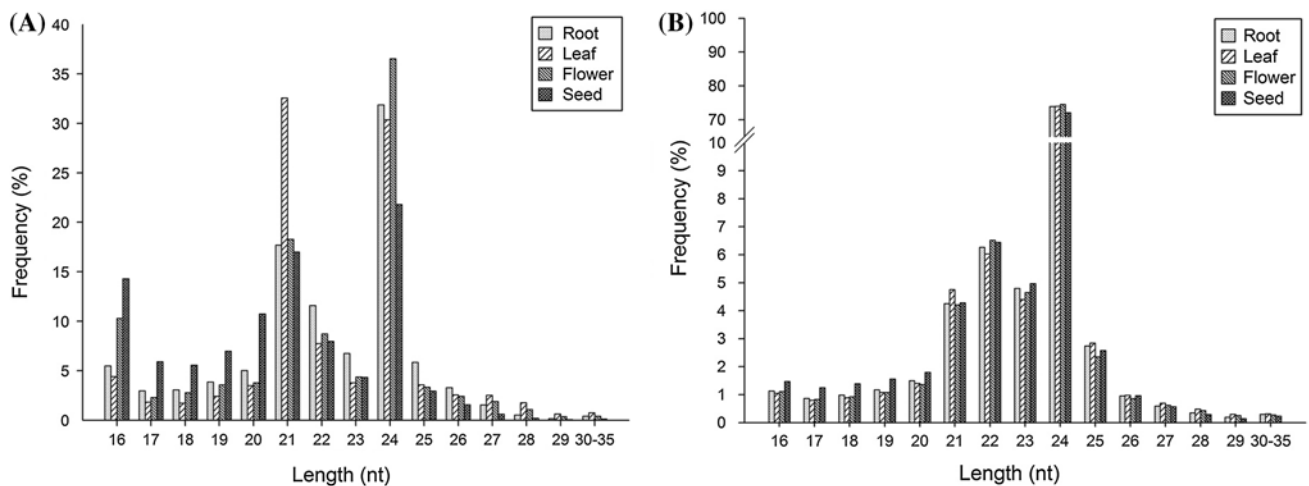 (A)
40
35
30
25
20
15
10
5
0
Frequency (%)
Root
Leaf
Flower
Seed
16 17 18 19 20 21 22 23 24 25 26 27 28 29 30-35
Length (nt)
(B)
100
90
80
70
10
9
8
7
6
5
4
3
2
1
0
Frequency (%)
Root
Leaf
Flower
Seed
16 17 18 19 20 21 22 23 24 25 26 27 28 29 30-35
Length (nt)